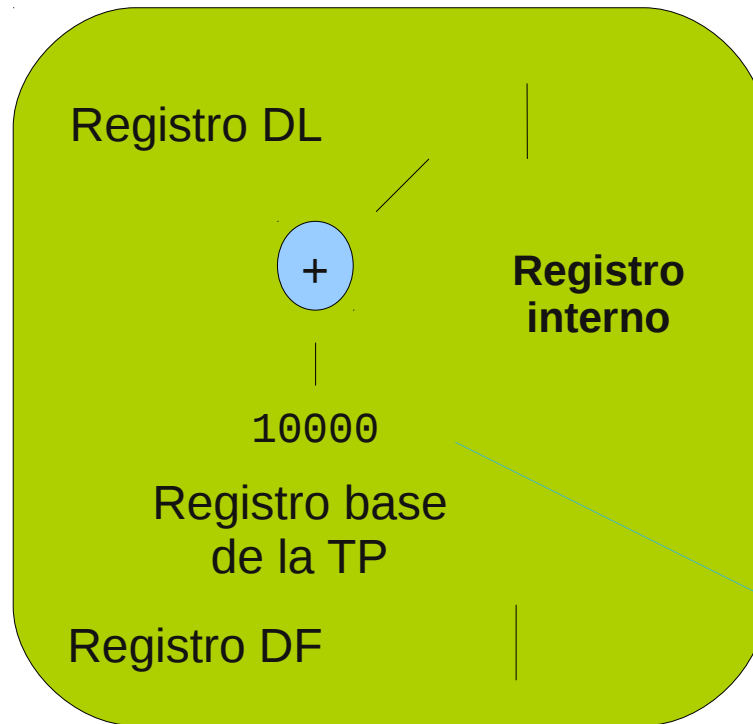 Registro DL
+
Registro
interno
10000
Registro base
de la TP
Registro DF